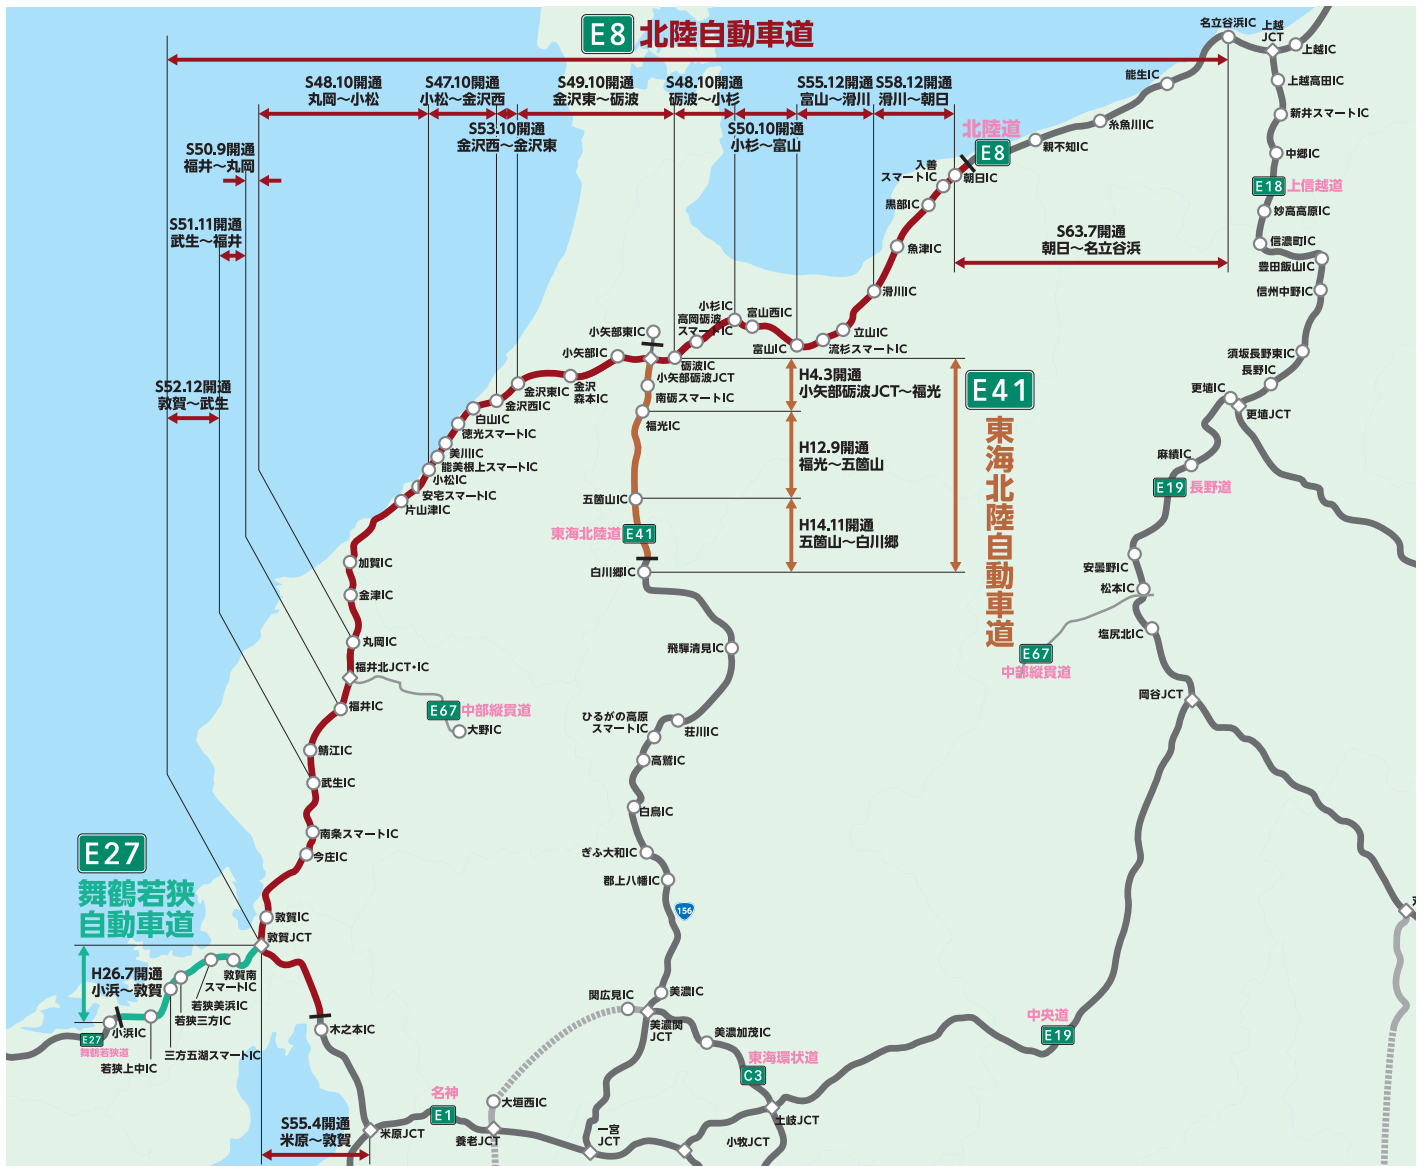 E8 北陸自動車道
S48.10開通
丸岡〜小松
S47.10開通
小松〜金沢西
S49.10開通
金沢東〜砺波
S48.10開通
砺波〜小杉
S55.12開通
富山〜滑川
S58.12開通
滑川〜朝日
S53.10開通
金沢西〜金沢東
S50.10開通
小杉〜富山
S50.9開通
福井〜丸岡
S51.11開通
武生〜福井
S52.12開通
敦賀〜武生
S63.7開通
朝日〜名立谷浜
名立谷浜IC
上越
JCT
上越IC
能生IC
上越高田IC
新井スマートIC
糸魚川IC
親不知IC
中郷IC
北陸道
E8
E18
上信越道
妙高高原IC
信濃町IC
豊田飯山IC
信州中野IC
須坂長野東IC
長野IC
更埴IC
更埴JCT
麻績IC
E19
長野道
安曇野IC
松本IC
塩尻北IC
E67
中部縦貫道
岡谷JCT
入善
スマートIC
朝日IC
黒部IC
魚津IC
滑川IC
立山IC
流杉スマートIC
富山IC
富山西IC
小杉IC
高岡砺波
スマートIC
砺波IC
小矢部東IC
小矢部IC
小矢部砺波JCT
南砺スマートIC
福光IC
五箇山IC
東海北陸道
E41
白川郷IC
H4.3開通
小矢部砺波JCT〜福光
H12.9開通
福光〜五箇山
H14.11開通
五箇山〜白川郷
E41
東海北陸自動車道
金沢
森本IC
金沢東IC
金沢西IC
白山IC
徳光スマートIC
美川IC
能美根上スマートIC
小松IC
安宅スマートIC
片山津IC
加賀IC
金津IC
丸岡IC
福井北JCT・IC
E67
中部縦貫道
大野IC
福井IC
鯖江IC
武生IC
南条スマートIC
今庄IC
敦賀IC
敦賀JCT
飛騨清見IC
ひるがの高原
スマートIC
荘川IC
高鷲IC
白鳥IC
ぎふ大和IC
郡上八幡IC
156
美濃IC
関広見IC
美濃関
JCT
美濃加茂IC
東海環状道
C3
中央道
E19
土岐JCT
小牧JCT
一宮
JCT
大垣西IC
養老JCT
名神
E1
米原JCT
木之本IC
S55.4開通
米原〜敦賀
E27
舞鶴若狭
自動車道
H26.7開通
小浜〜敦賀
敦賀南
スマートIC
若狭美浜IC
若狭三方IC
三方五湖スマートIC
若狭上中IC
小浜IC
E27
舞鶴若狭道